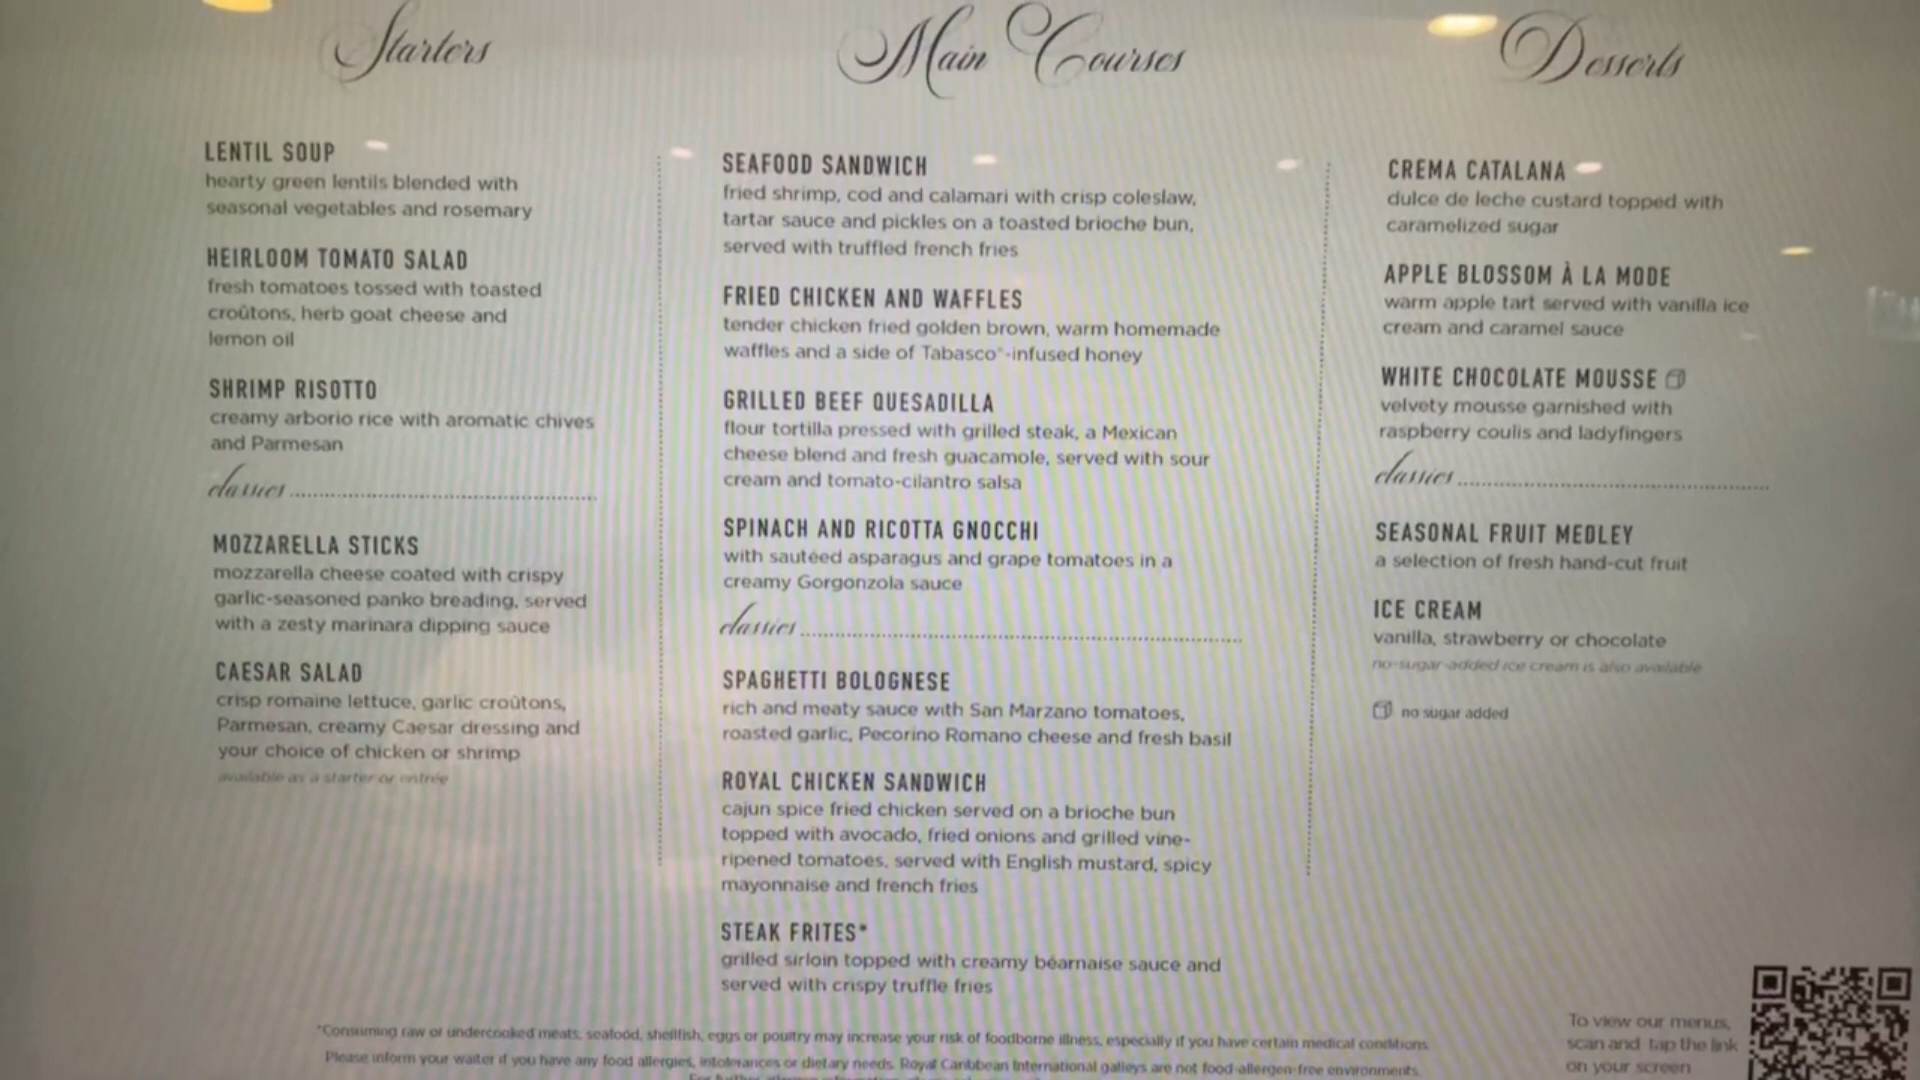 Starters
LENTIL SOUP
hearty green lentils blended with
seasonal vegetables and rosemary
HEIRLOOM TOMATO SALAD
fresh tomatoes tossed with toasted
croûtons, herb goat cheese and
lemon oil
SHRIMP RISOTTO
creamy arborio rice with aromatic chives
and Parmesan
classics
MOZZARELLA STICKS
mozzarella cheese coated with crispy
garlic-seasoned panko breading, served
with a zesty marinara dipping sauce
CAESAR SALAD
crisp romaine lettuce, garlic croûtons,
Parmesan, creamy Caesar dressing and
your choice of chicken or shrimp
available as a starter or entrée
Main Courses
SEAFOOD SANDWICH
fried shrimp, cod and calamari with crisp coleslaw,
tartar sauce and pickles on a toasted brioche bun,
served with truffled french fries
FRIED CHICKEN AND WAFFLES
tender chicken fried golden brown, warm homemade
waffles and a side of Tabasco®-infused honey
GRILLED BEEF QUESADILLA
flour tortilla pressed with grilled steak, a Mexican
cheese blend and fresh guacamole, served with sour
cream and tomato-cilantro salsa
SPINACH AND RICOTTA GNOCCHI
with sautéed asparagus and grape tomatoes in a
creamy Gorgonzola sauce
classics
SPAGHETTI BOLOGNESE
rich and meaty sauce with San Marzano tomatoes,
roasted garlic, Pecorino Romano cheese and fresh basil
ROYAL CHICKEN SANDWICH
cajun spice fried chicken served on a brioche bun
topped with avocado, fried onions and grilled vine-
ripened tomatoes, served with English mustard, spicy
mayonnaise and french fries
STEAK FRITES*
grilled sirloin topped with creamy béarnaise sauce and
served with crispy truffle fries
Desserts
CREMA CATALANA
dulce de leche custard topped with
caramelized sugar
APPLE BLOSSOM À LA MODE
warm apple tart served with vanilla ice
cream and caramel sauce
WHITE CHOCOLATE MOUSSE
velvety mousse garnished with
raspberry coulis and ladyfingers
classics
SEASONAL FRUIT MEDLEY
a selection of fresh hand-cut fruit
ICE CREAM
vanilla, strawberry or chocolate
no-sugar-added ice cream is also available
no sugar added
*Consuming raw or undercooked meats, seafood, shellfish, eggs or poultry may increase your risk of foodborne illness, especially if you have certain medical conditions.
Please inform your waiter if you have any food allergies, intolerances or dietary needs. Royal Caribbean International galleys are not food-allergen-free environments.
To view our menus,
scan and tap the link
on your screen